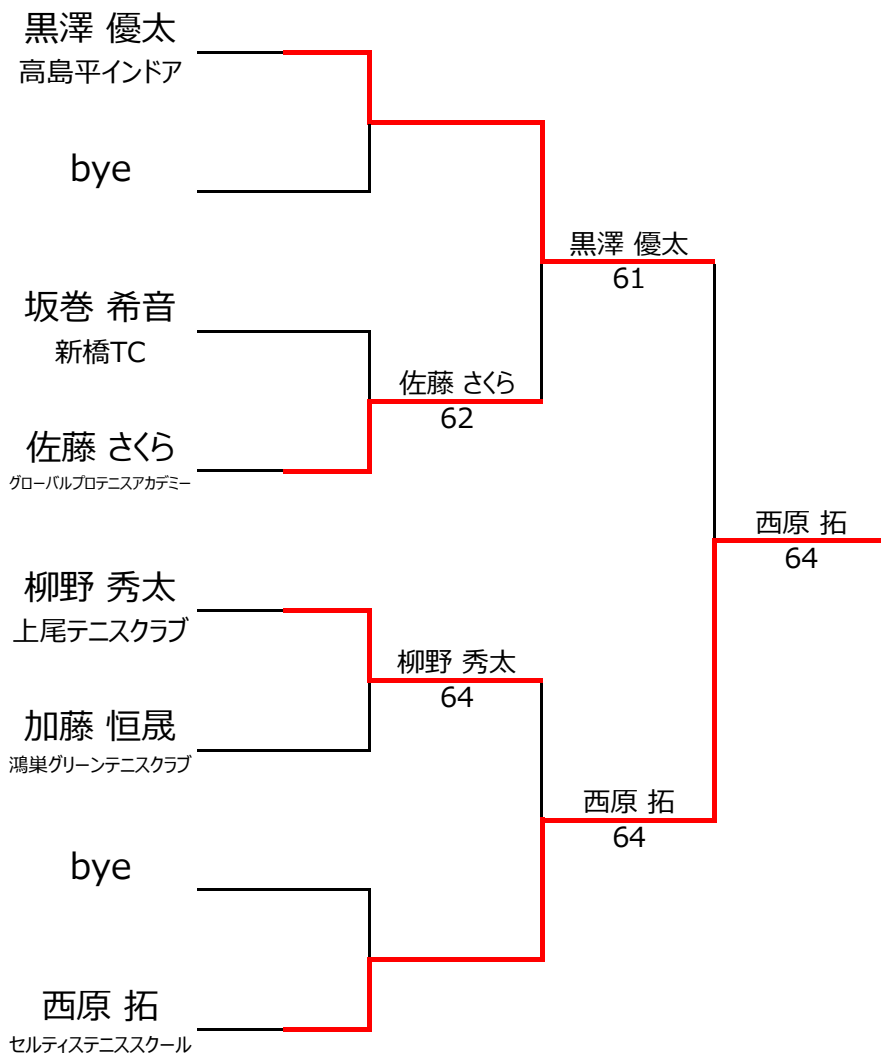 黒澤 優太
高島平インドア
bye
坂巻 希音
新橋TC
佐藤 さくら
グローバルプロテニスアカデミー
柳野 秀太
上尾テニスクラブ
加藤 恒晟
鴻巣グリーンテニスクラブ
bye
西原 拓
セルティステニススクール
佐藤 さくら
62
柳野 秀太
64
黒澤 優太
61
西原 拓
64
西原 拓
64